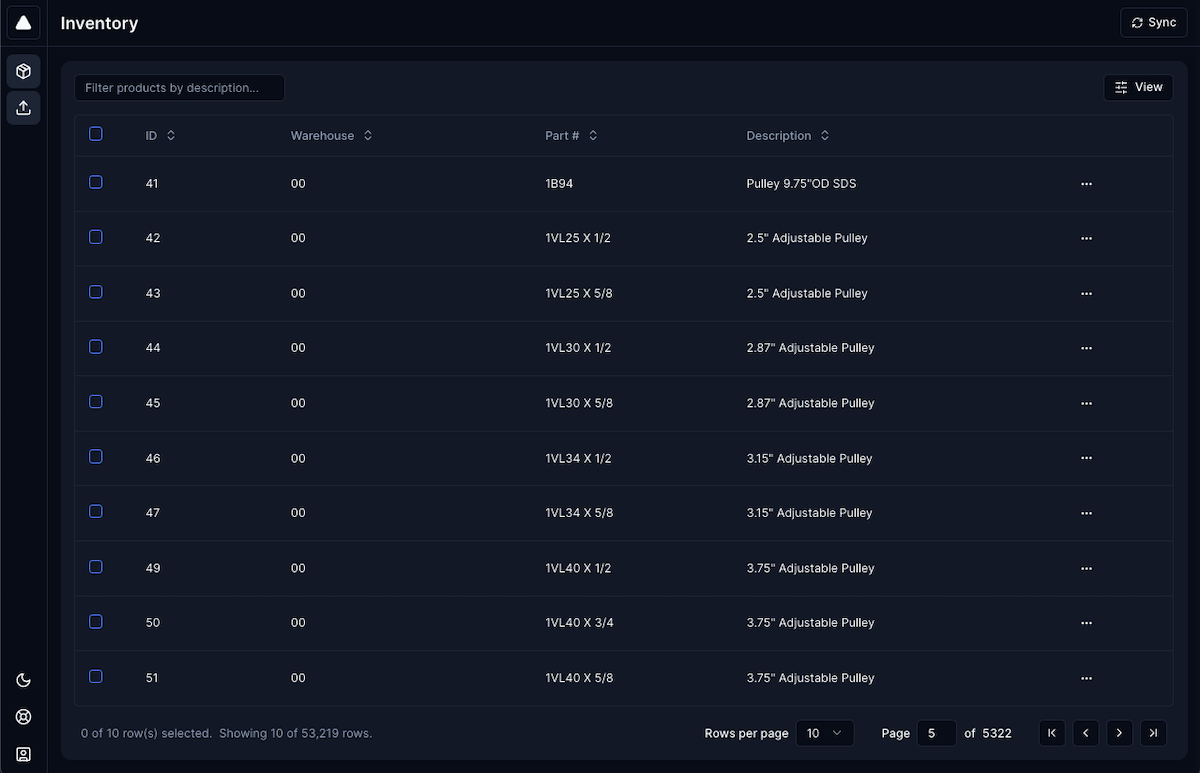 Inventory
Sync
Filter products by description...
View
ID Warehouse Part # Description
41 00 1B94 Pulley 9.75"OD SDS
42 00 1VL25 X 1/2 2.5" Adjustable Pulley
43 00 1VL25 X 5/8 2.5" Adjustable Pulley
44 00 1VL30 X 1/2 2.87" Adjustable Pulley
45 00 1VL30 X 5/8 2.87" Adjustable Pulley
46 00 1VL34 X 1/2 3.15" Adjustable Pulley
47 00 1VL34 X 5/8 3.15" Adjustable Pulley
49 00 1VL40 X 1/2 3.75" Adjustable Pulley
50 00 1VL40 X 3/4 3.75" Adjustable Pulley
51 00 1VL40 X 5/8 3.75" Adjustable Pulley
0 of 10 row(s) selected. Showing 10 of 53,219 rows. Rows per page 10 Page 5 of 5322